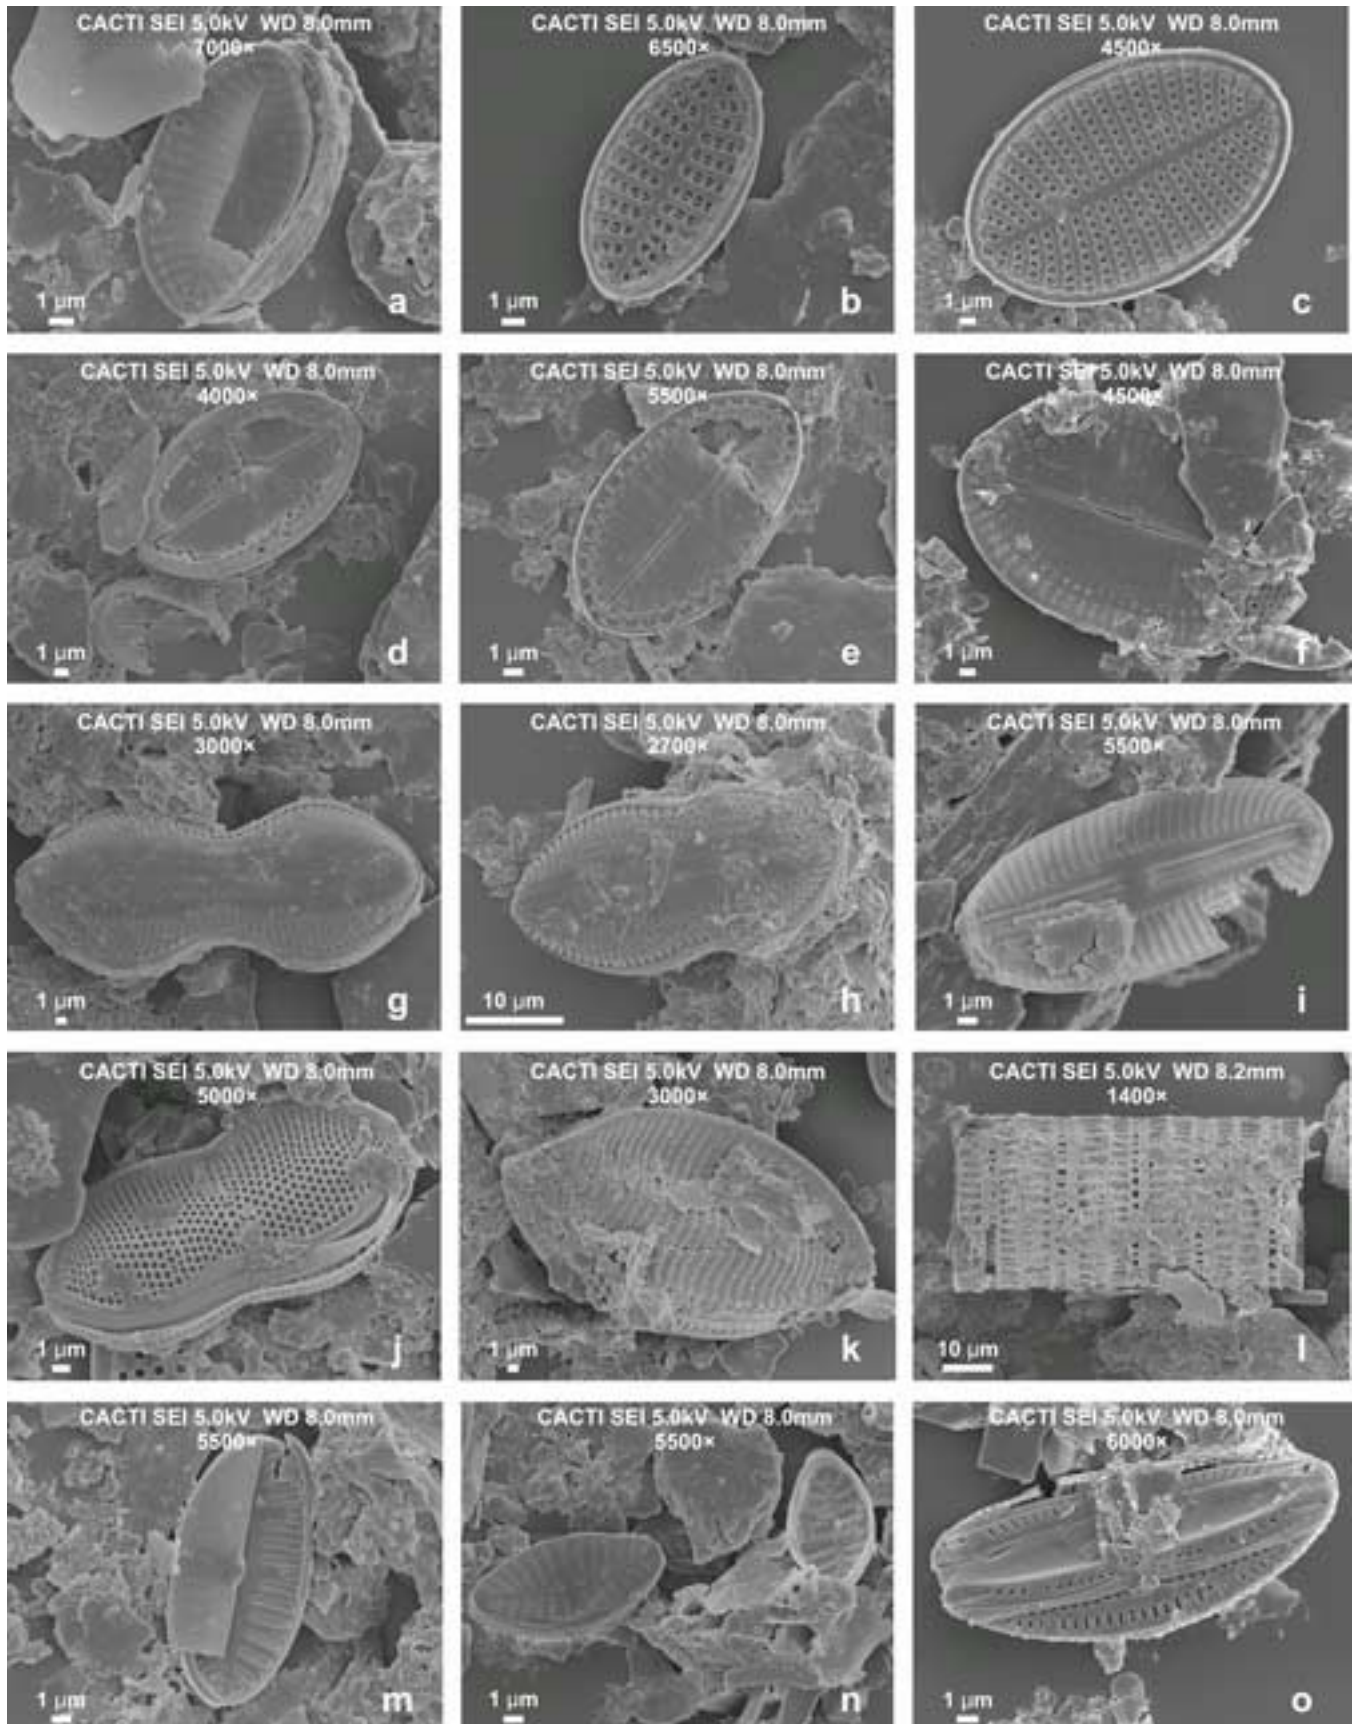 CACTI SEI 5.0kV WD 8.0mm
7000×
1 µm
a
CACTI SEI 5.0kV WD 8.0mm
6500×
1 µm
b
CACTI SEI 5.0kV WD 8.0mm
4500×
1 µm
c
CACTI SEI 5.0kV WD 8.0mm
4000×
1 µm
d
CACTI SEI 5.0kV WD 8.0mm
5500×
1 µm
e
CACTI SEI 5.0kV WD 8.0mm
4500×
1 µm
f
CACTI SEI 5.0kV WD 8.0mm
3000×
1 µm
g
CACTI SEI 5.0kV WD 8.0mm
2700×
10 µm
h
CACTI SEI 5.0kV WD 8.0mm
5500×
1 µm
i
CACTI SEI 5.0kV WD 8.0mm
5000×
1 µm
j
CACTI SEI 5.0kV WD 8.0mm
3000×
1 µm
k
CACTI SEI 5.0kV WD 8.2mm
1400×
10 µm
l
CACTI SEI 5.0kV WD 8.0mm
5500×
1 µm
m
CACTI SEI 5.0kV WD 8.0mm
5500×
1 µm
n
CACTI SEI 5.0kV WD 8.0mm
6000×
1 µm
o